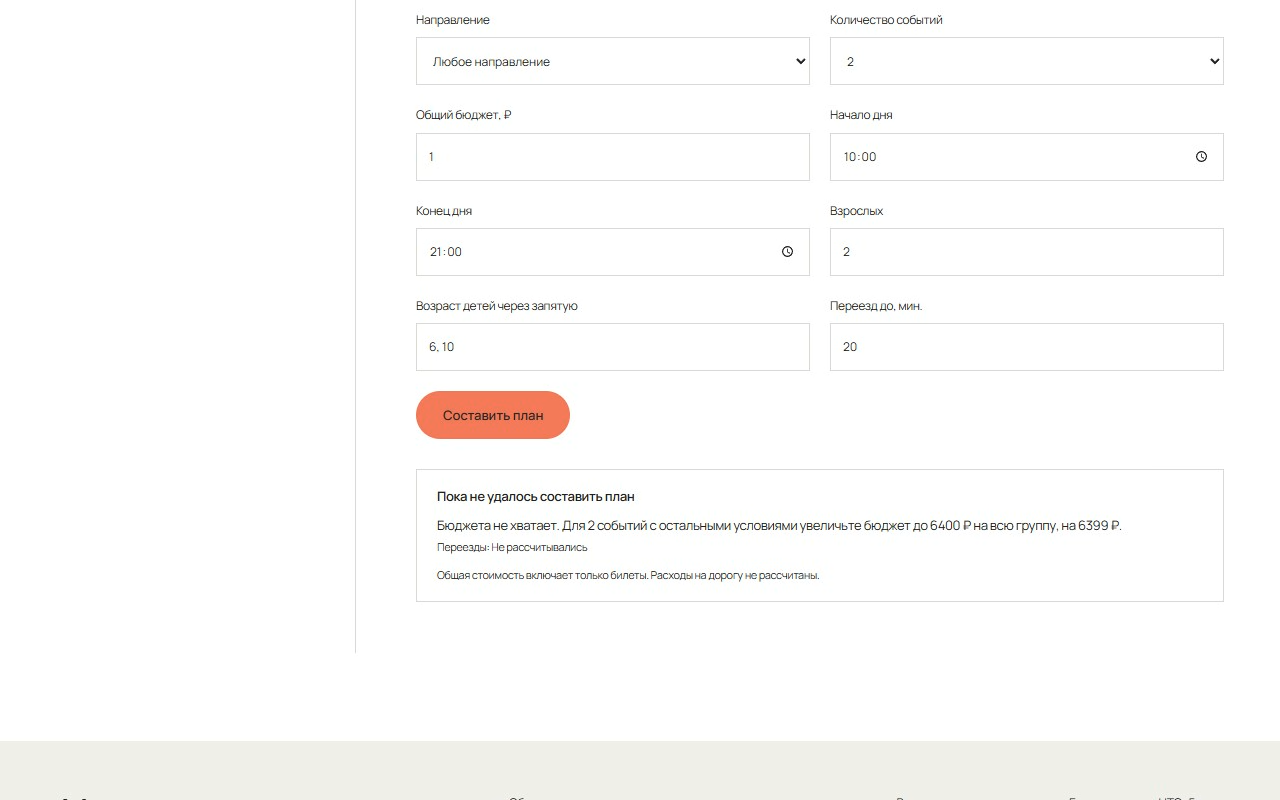 Направление
Количество событий
Любое направление
2
Общий бюджет, ₽
Начало дня
1
10:00
Конец дня
Взрослых
21:00
2
Возраст детей через запятую
Переезд до, мин.
6, 10
20
Составить план
Пока не удалось составить план
Бюджета не хватает. Для 2 событий с остальными условиями увеличьте бюджет до 6400 ₽ на всю группу, на 6399 ₽.
Переезды: Не рассчитывались
Общая стоимость включает только билеты. Расходы на дорогу не рассчитаны.